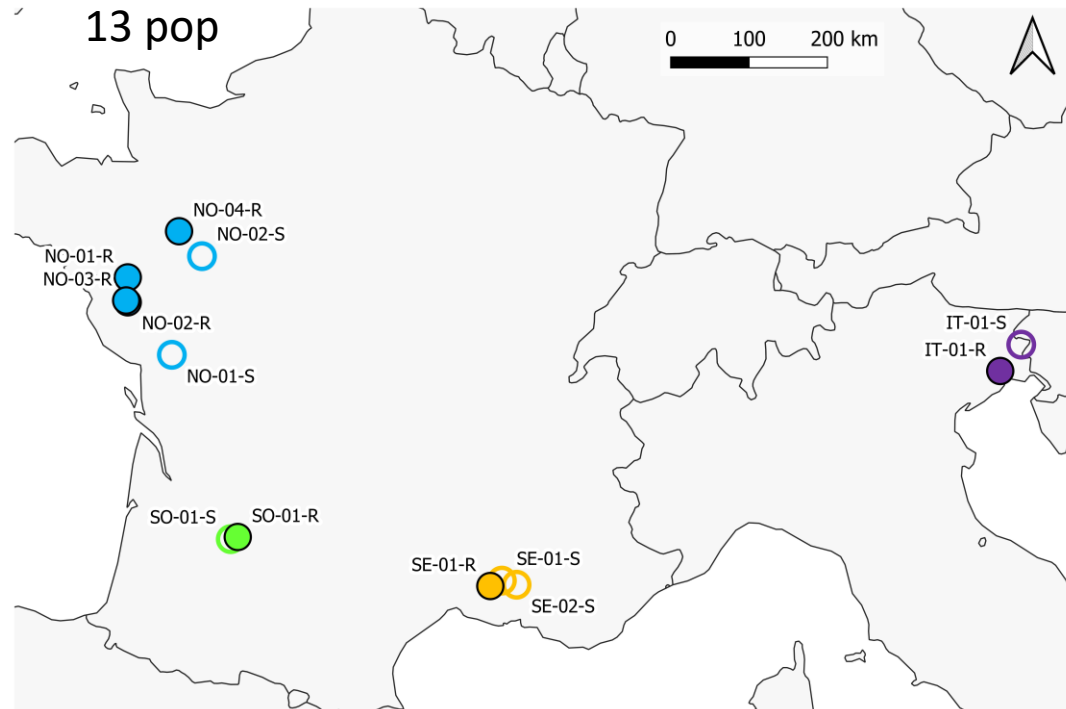 13 pop
0 100 200 km
NO-04-R
NO-02-S
NO-01-R
NO-03-R
NO-02-R
NO-01-S
IT-01-S
IT-01-R
SO-01-S
SO-01-R
SE-01-R
SE-01-S
SE-02-S